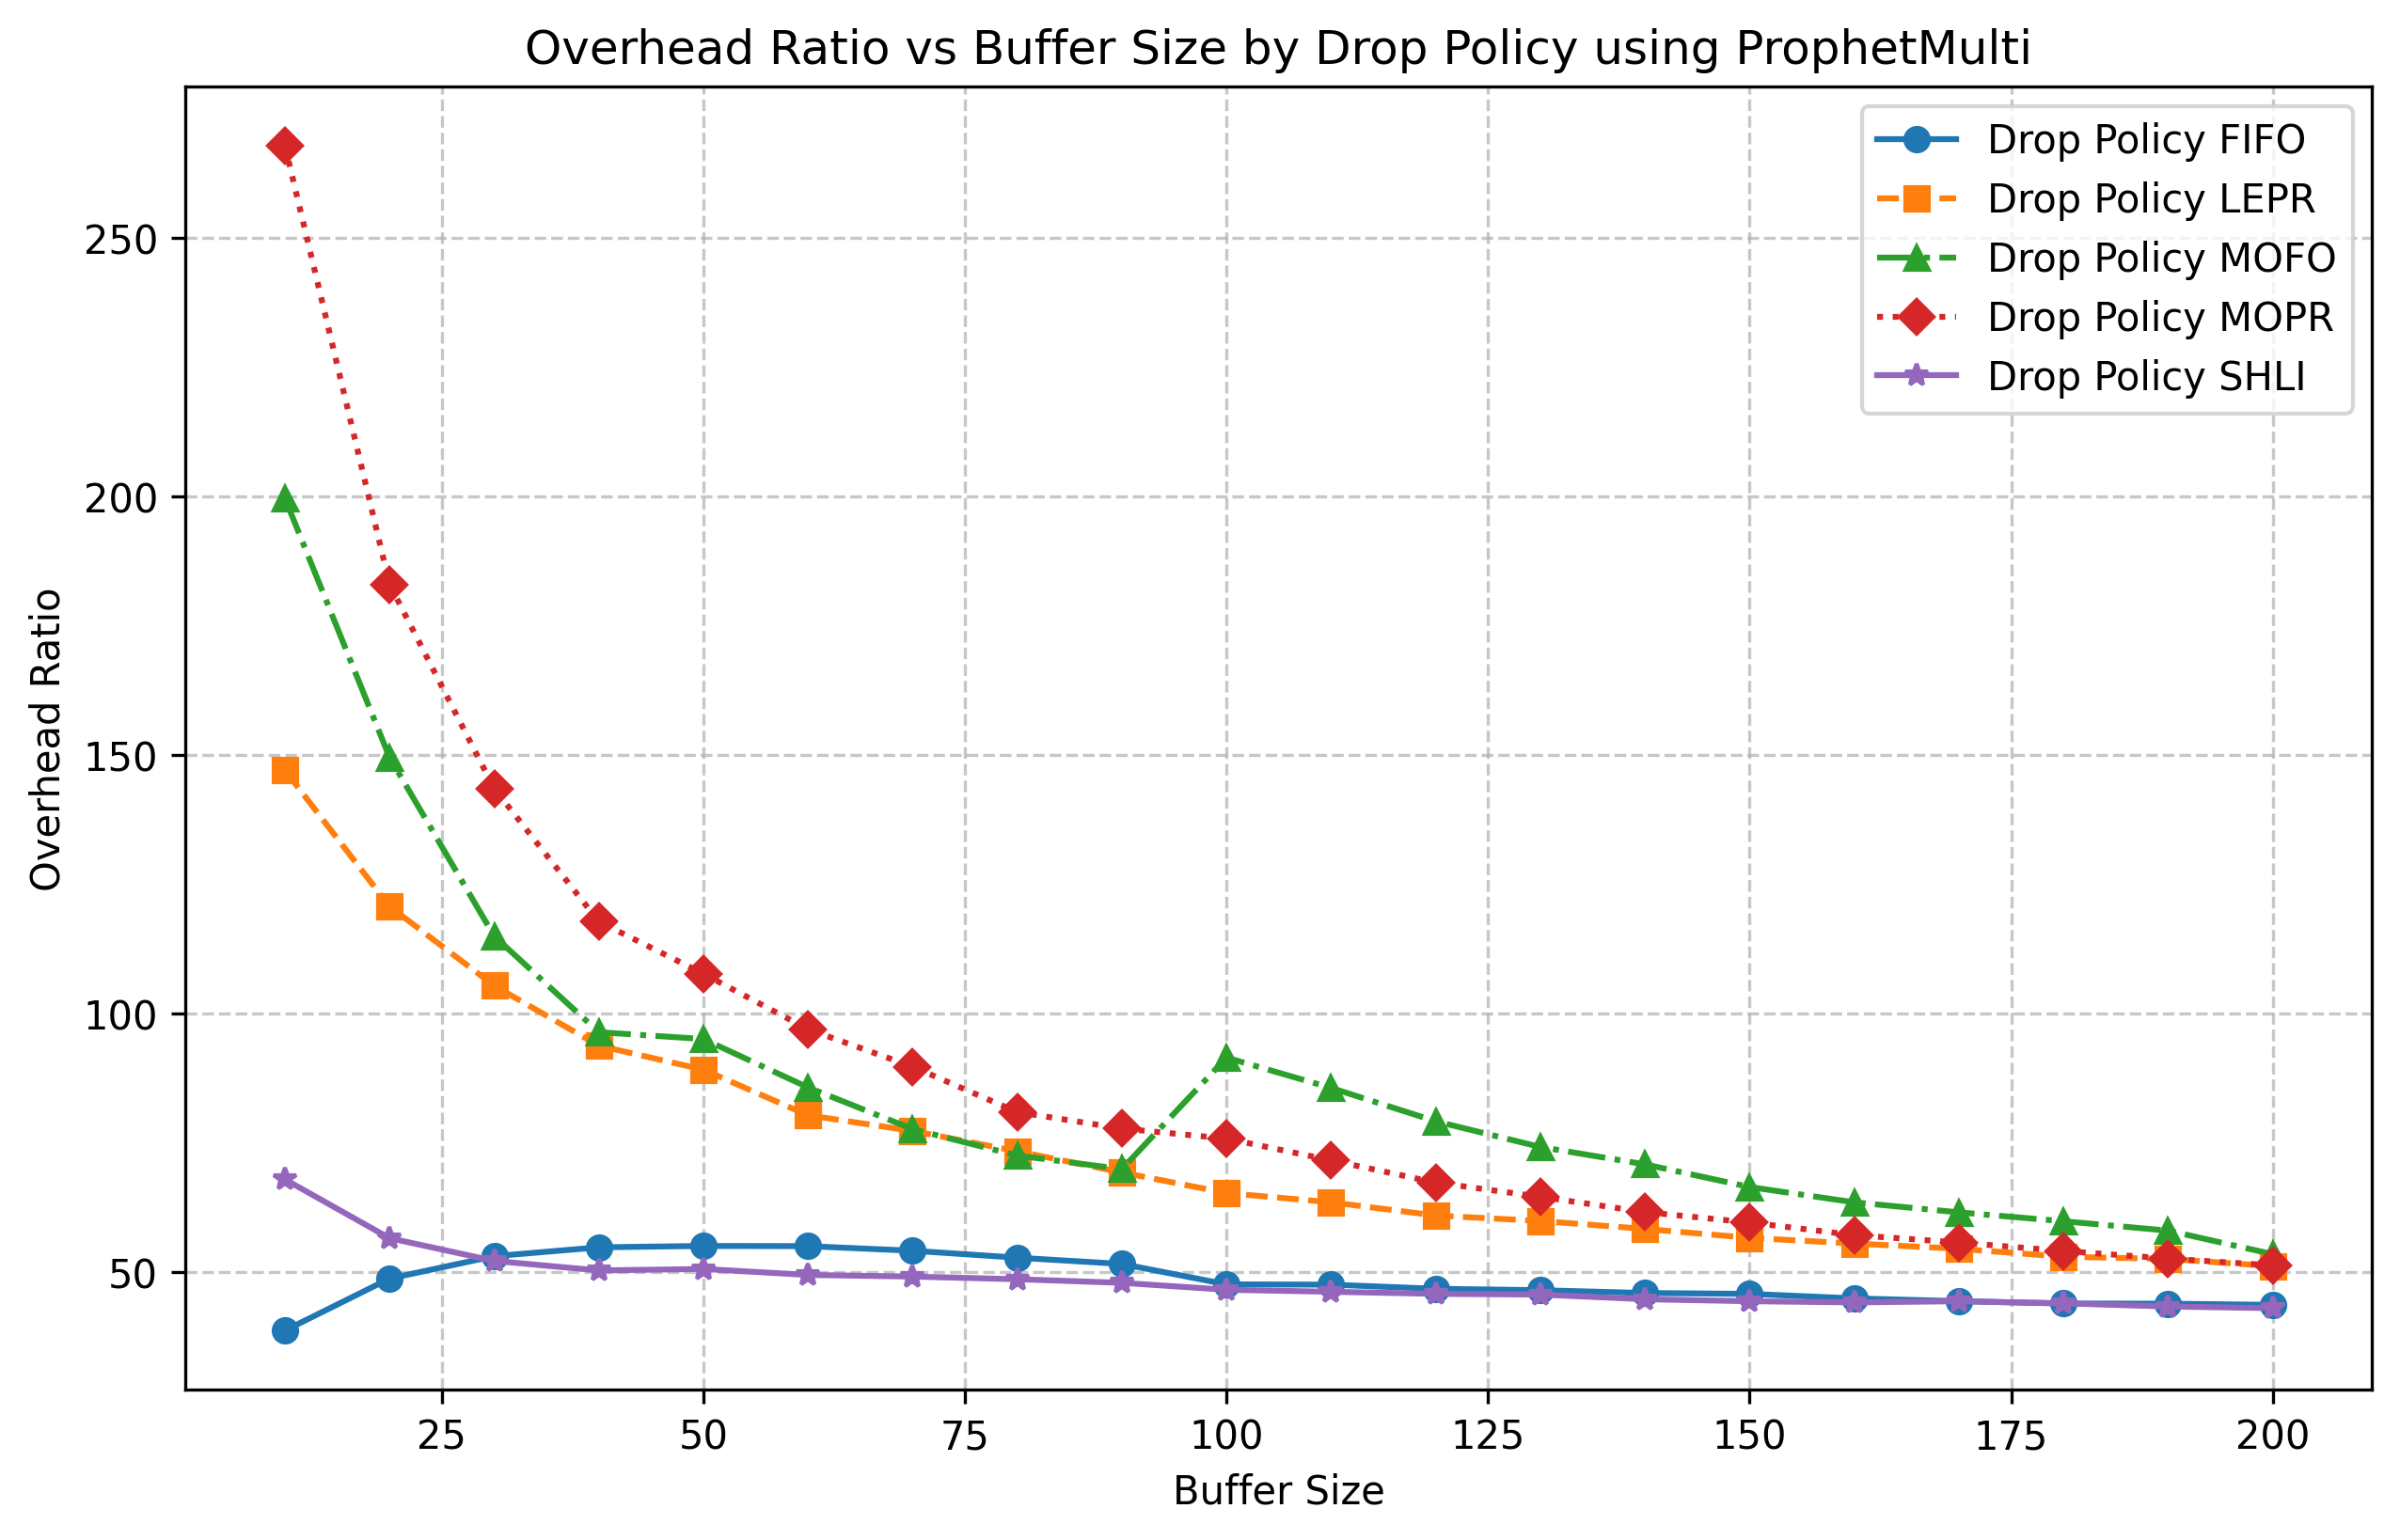 Overhead Ratio vs Buffer Size by Drop Policy using ProphetMulti
Drop Policy FIFO
Drop Policy LEPR
Drop Policy MOFO
Drop Policy MOPR
Drop Policy SHLI
Overhead Ratio
250
200
150
100
50
25
50
75
100
125
150
175
200
Buffer Size